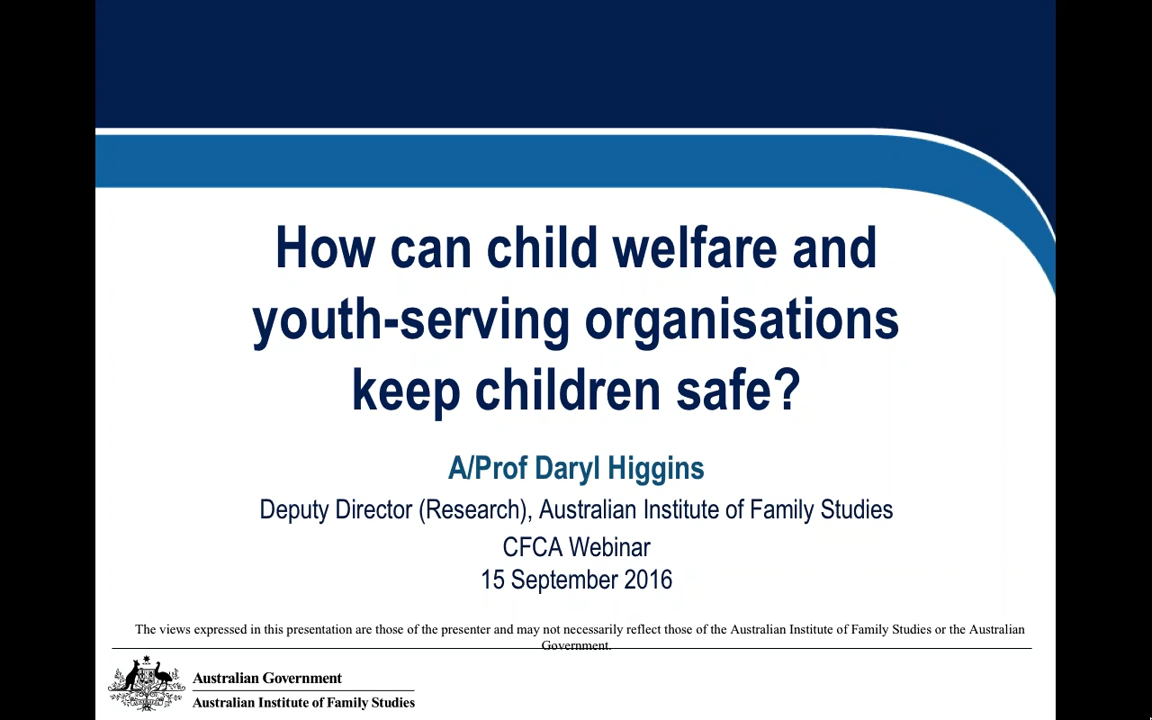 How can child welfare and
youth-serving organisations
keep children safe?
A/Prof Daryl Higgins
Deputy Director (Research), Australian Institute of Family Studies
CFCA Webinar
15 September 2016
The views expressed in this presentation are those of the presenter and may not necessarily reflect those of the Australian Institute of Family Studies or the Australian
Government.
Australian Government
Australian Institute of Family Studies